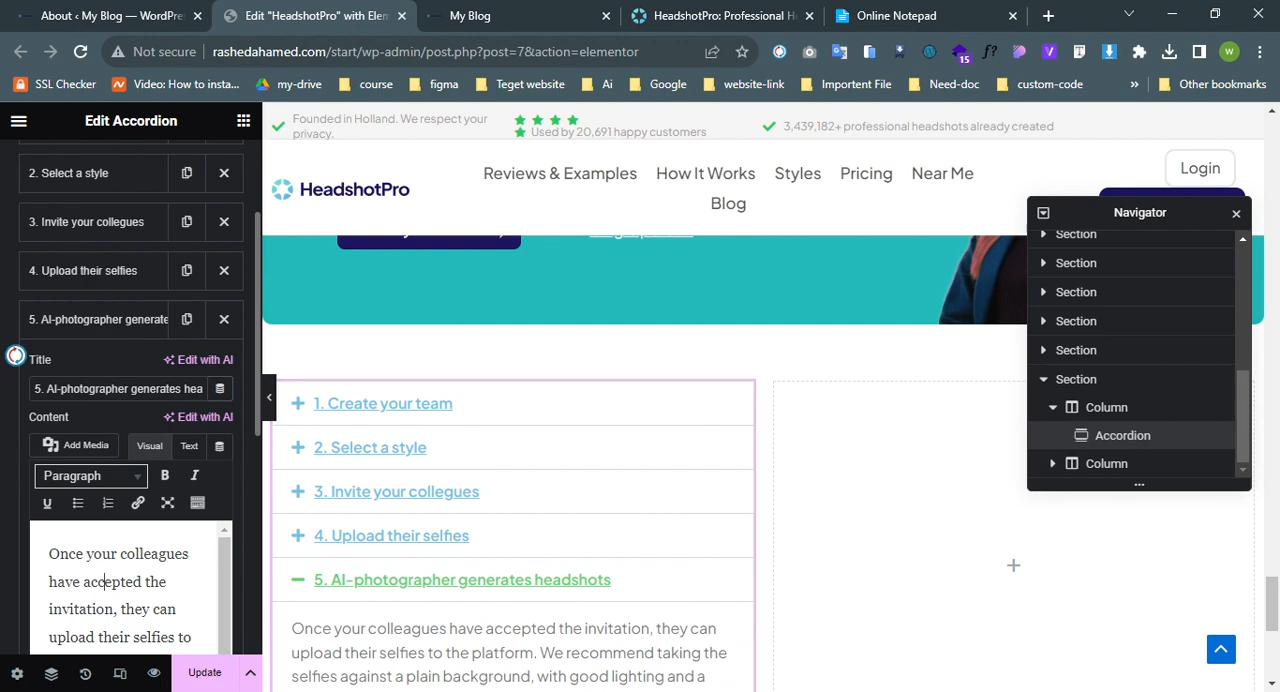 About ‹ My Blog — WordPre
Edit "HeadshotPro" with Elem
My Blog
HeadshotPro: Professional H
Online Notepad
Not secure
rashedahamed.com/start/wp-admin/post.php?post=7&action=elementor
15
W
SSL Checker
Video: How to insta...
my-drive
course
figma
Teget website
Ai
Google
website-link
Importent File
Need-doc
custom-code
»
Other bookmarks
Edit Accordion
2. Select a style
3. Invite your collegues
4. Upload their selfies
5. AI-photographer generate
Title
Edit with AI
5. AI-photographer generates hea
Content
Edit with AI
Add Media
Visual
Text
Paragraph
B
I
U
Once your colleagues
have accepted the
invitation, they can
upload their selfies to
Update
Founded in Holland. We respect your
privacy.
Used by 20,691 happy customers
3,439,182+ professional headshots already created
HeadshotPro
Reviews & Examples
How It Works
Styles
Pricing
Near Me
Blog
Login
1. Create your team
2. Select a style
3. Invite your collegues
4. Upload their selfies
5. AI-photographer generates headshots
Once your colleagues have accepted the invitation, they can
upload their selfies to the platform. We recommend taking the
selfies against a plain background, with good lighting and a
Navigator
Section
Section
Section
Section
Section
Section
Column
Accordion
Column